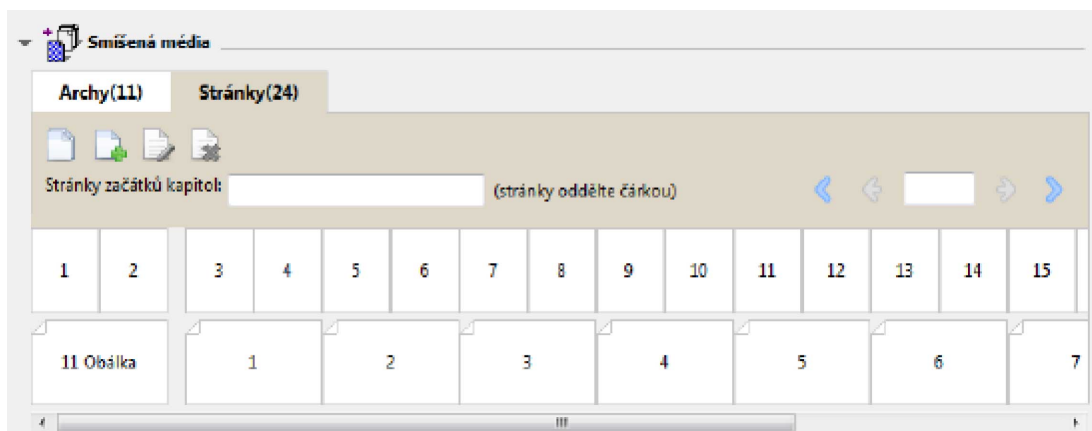 Smíšená média
Archy(11) Stránky(24)
Stránky začátků kapitol: (stránky oddělte čárkou)
1 2 3 4 5 6 7 8 9 10 11 12 13 14 15
11 Obálka 1 2 3 4 5 6 7